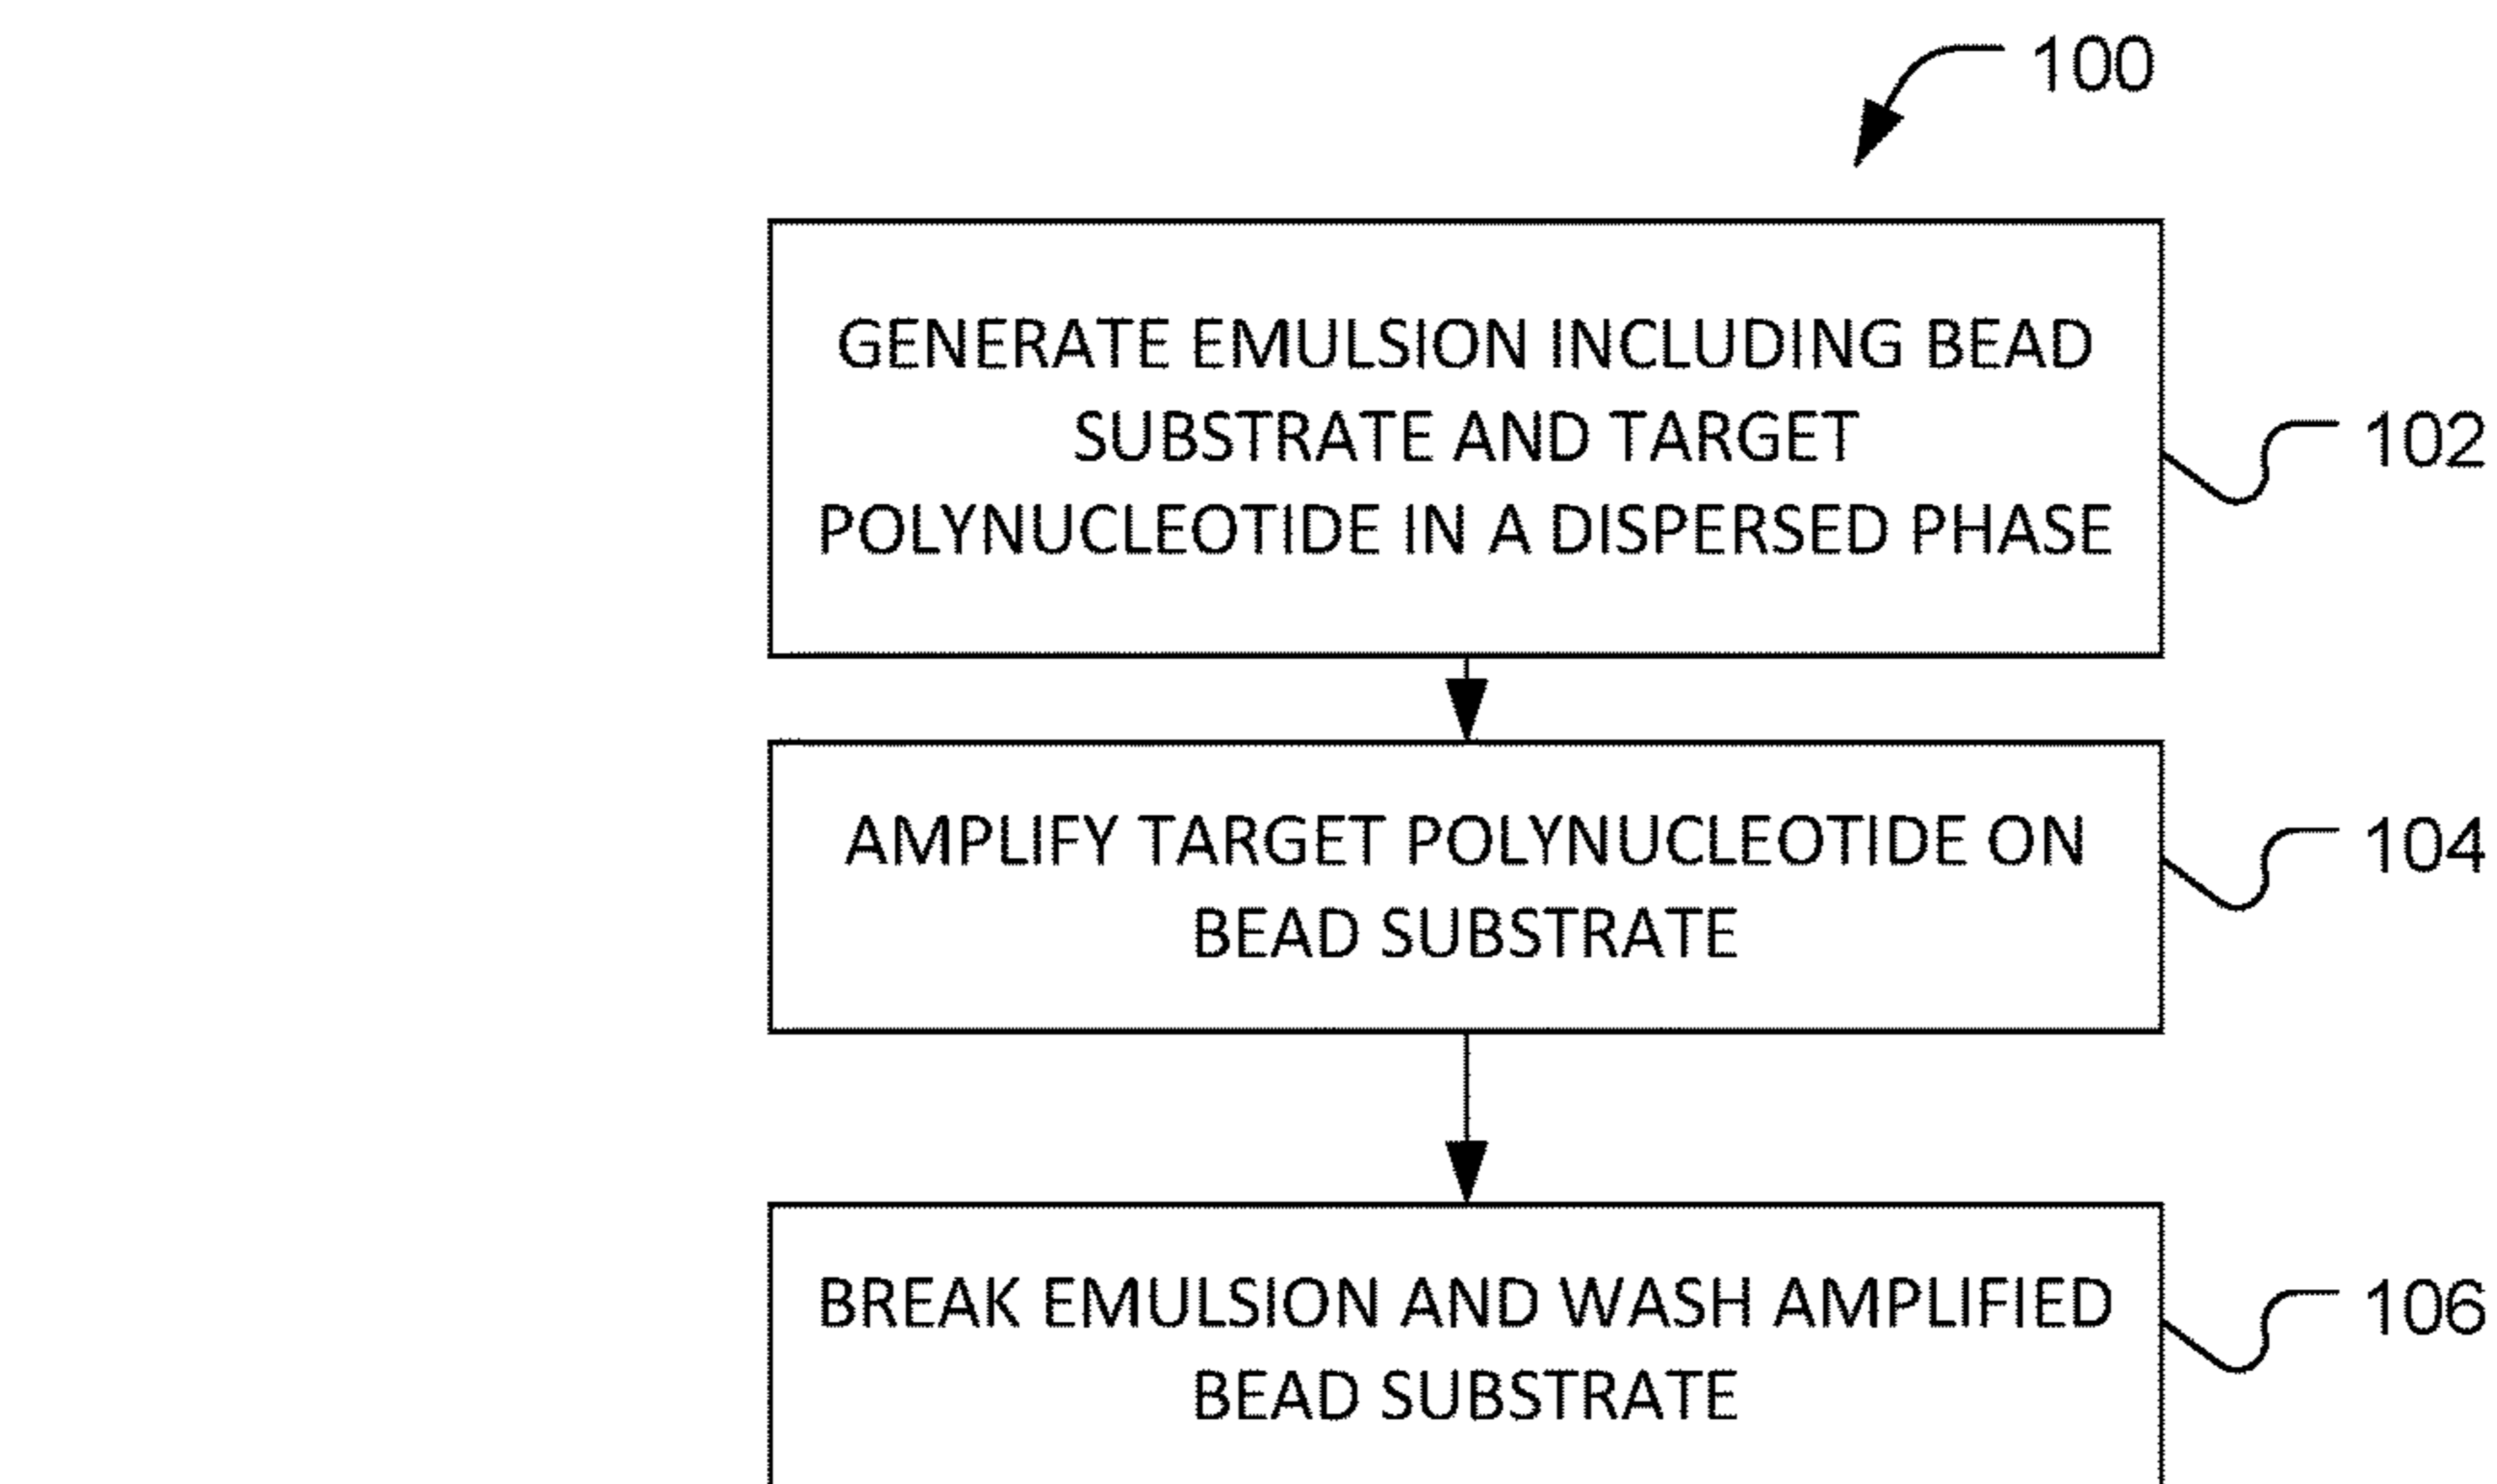 100
GENERATE EMULSION INCLUDING BEAD
SUBSTRATE AND TARGET
POLYNUCLEOTIDE IN A DISPERSED PHASE
102
AMPLIFY TARGET POLYNUCLEOTIDE ON
BEAD SUBSTRATE
104
BREAK EMULSION AND WASH AMPLIFIED
BEAD SUBSTRATE
106